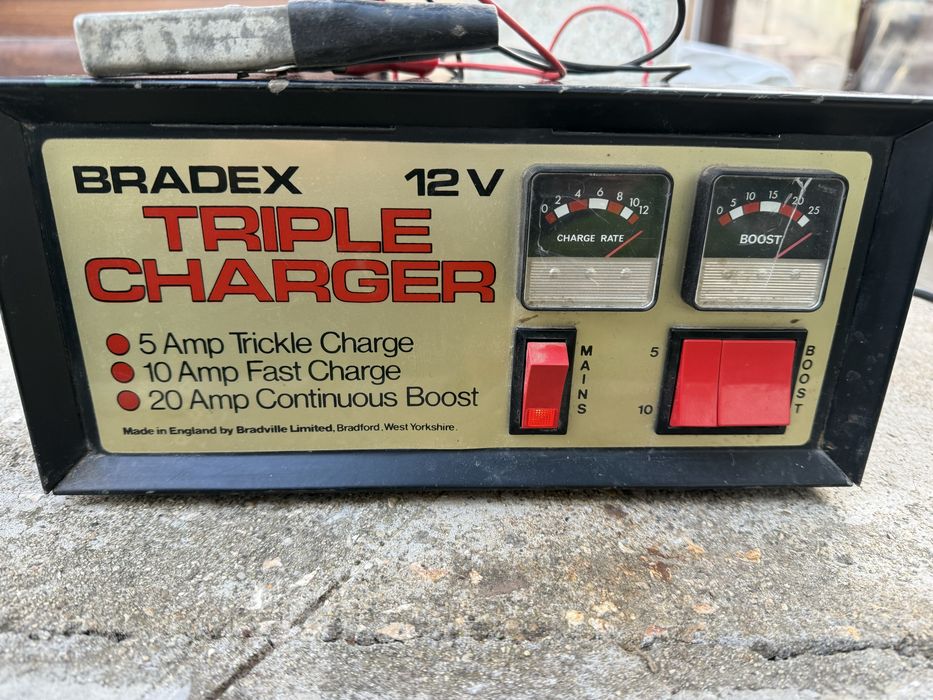 BRADEX 12V
TRIPLE
CHARGER
5 Amp Trickle Charge
10 Amp Fast Charge
20 Amp Continuous Boost
Made in England by Bradville Limited, Bradford, West Yorkshire.
0 2 4 6 8 10 12
CHARGE RATE
0 5 10 15 20 25
BOOST
MAINS
5
10
BOOST